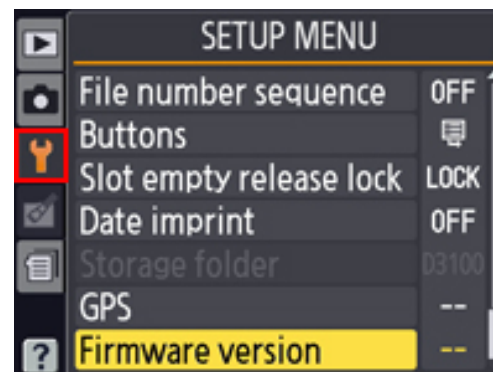 SETUP MENU
File number sequence OFF
Buttons
Slot empty release lock LOCK
Date imprint OFF
Storage folder D3100
GPS --
Firmware version --
?